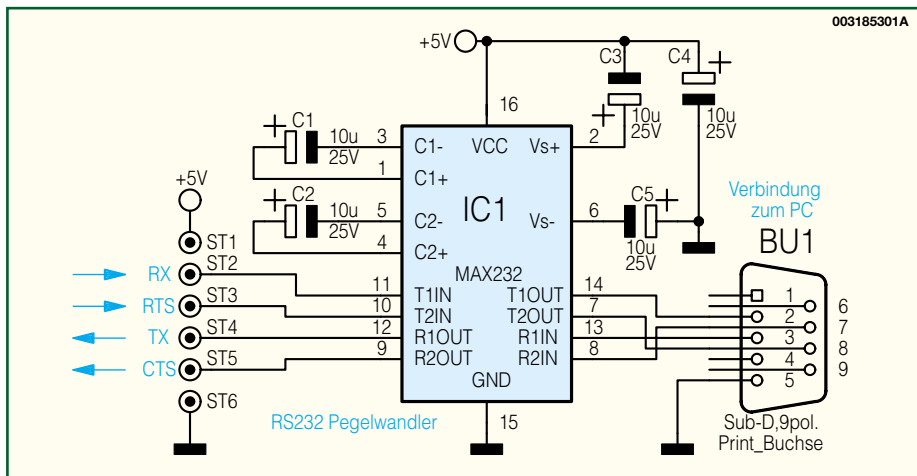 003185301A
+5V
C3
C4
+
16
10u
25V
10u
25V
+
+
C1
10u
25V
3
C1-
VCC
Vs+
2
1
C1+
+5V
+
C2
10u
25V
5
C2-
IC1
Vs-
6
C5
+
10u
25V
4
C2+
Verbindung
zum PC
BU1
ST1
MAX232
RX
ST2
11
T1IN
T1OUT
14
RTS
ST3
10
T2IN
T2OUT
7
TX
ST4
12
R1OUT
R1IN
13
CTS
ST5
9
R2OUT
R2IN
8
1
6
2
7
3
8
4
9
5
GND
ST6
RS232 Pegelwandler
15
Sub-D,9pol.
Print_Buchse